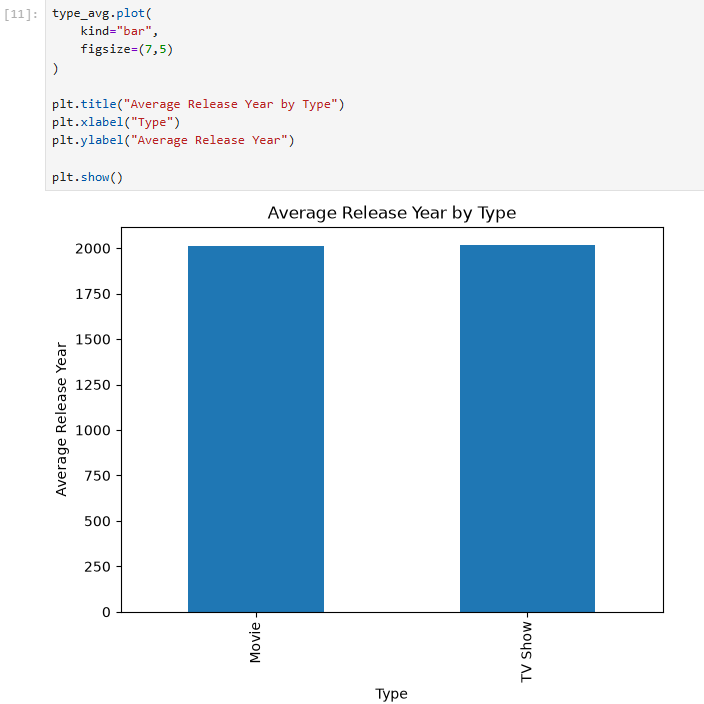 [11]: type_avg.plot(
    kind="bar",
    figsize=(7,5)
)
plt.title("Average Release Year by Type")
plt.xlabel("Type")
plt.ylabel("Average Release Year")
plt.show()
Average Release Year by Type
Average Release Year
2000
1750
1500
1250
1000
750
500
250
0
Movie
TV Show
Type